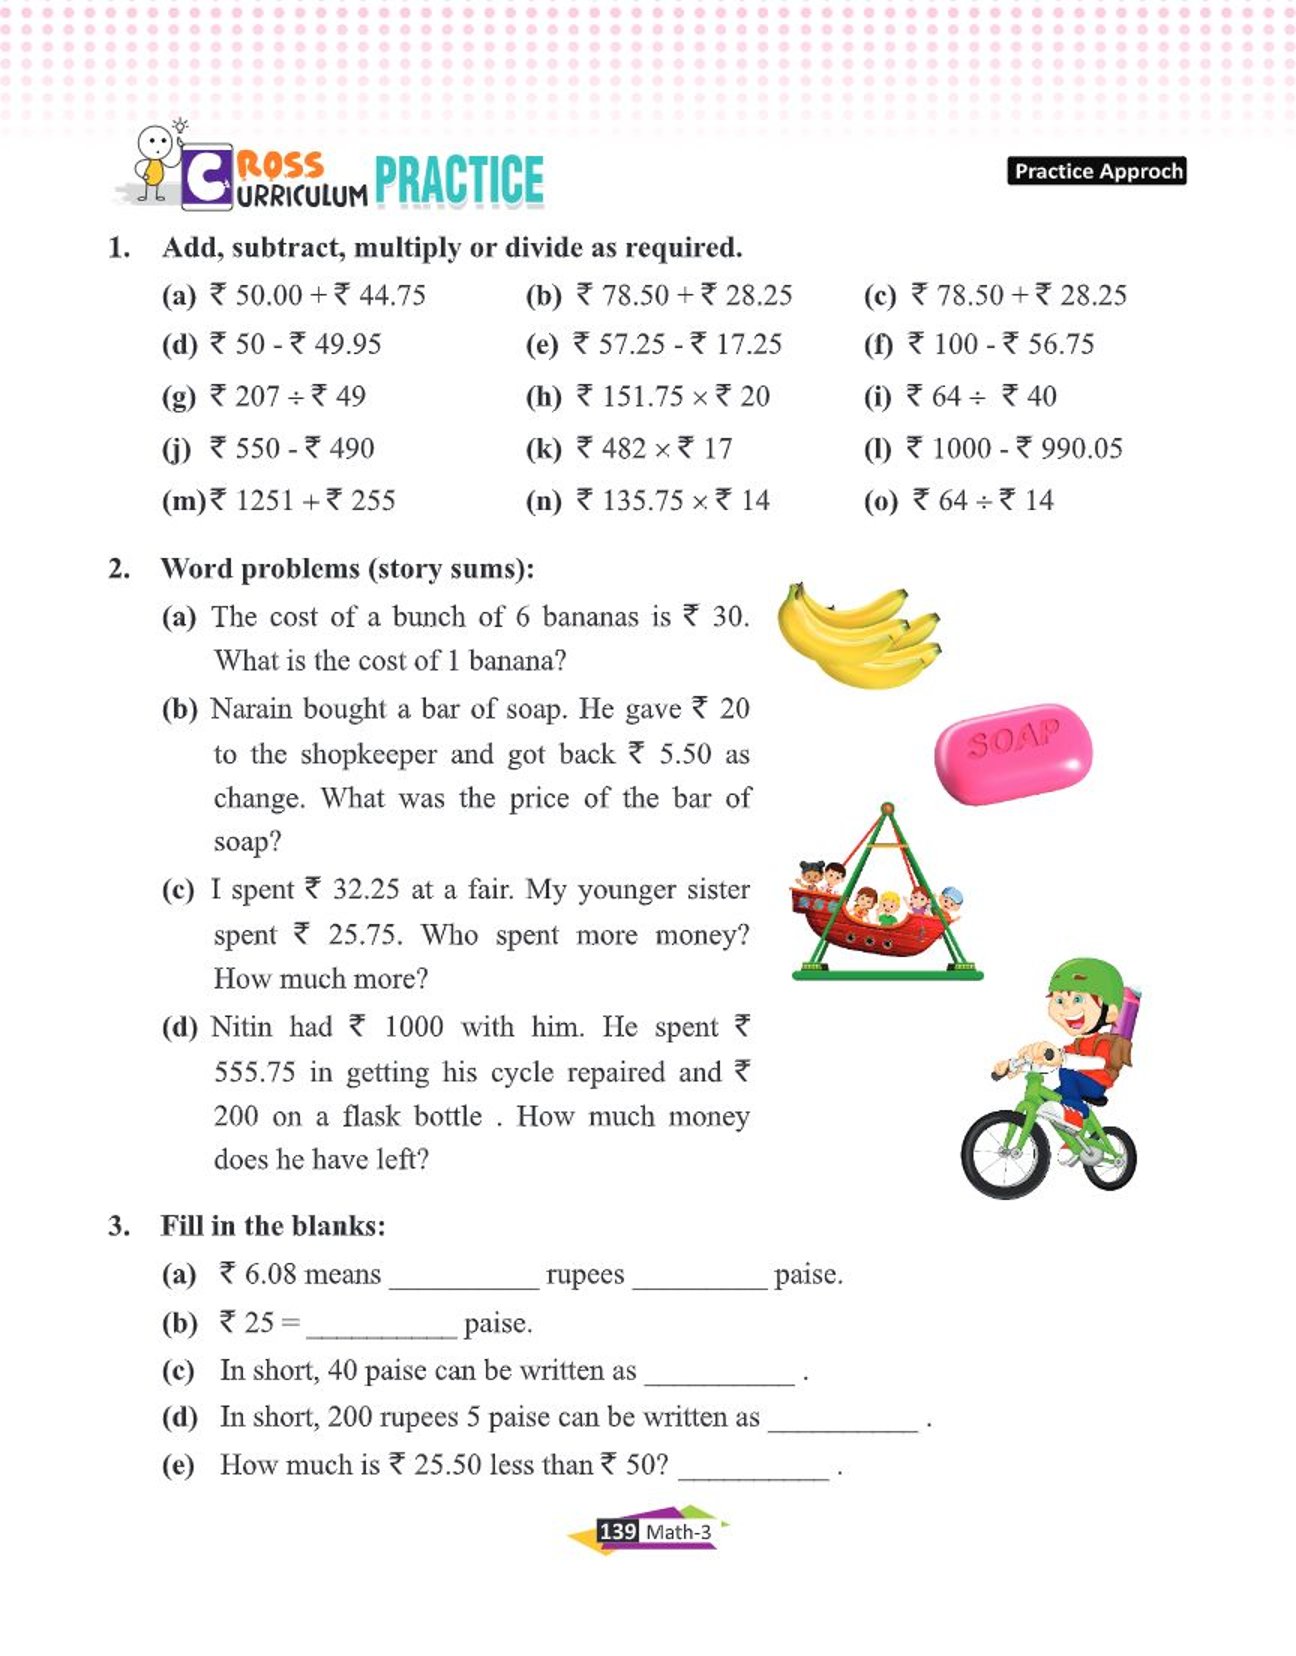 CROSS CURRICULUM PRACTICE
Practice Approch
1. Add, subtract, multiply or divide as required.
(a) ₹ 50.00 + ₹ 44.75 (b) ₹ 78.50 + ₹ 28.25 (c) ₹ 78.50 + ₹ 28.25
(d) ₹ 50 - ₹ 49.95 (e) ₹ 57.25 - ₹ 17.25 (f) ₹ 100 - ₹ 56.75
(g) ₹ 207 ÷ ₹ 49 (h) ₹ 151.75 × ₹ 20 (i) ₹ 64 ÷ ₹ 40
(j) ₹ 550 - ₹ 490 (k) ₹ 482 × ₹ 17 (l) ₹ 1000 - ₹ 990.05
(m) ₹ 1251 + ₹ 255 (n) ₹ 135.75 × ₹ 14 (o) ₹ 64 ÷ ₹ 14
2. Word problems (story sums):
(a) The cost of a bunch of 6 bananas is ₹ 30.
What is the cost of 1 banana?
(b) Narain bought a bar of soap. He gave ₹ 20
to the shopkeeper and got back ₹ 5.50 as
change. What was the price of the bar of
soap?
SOAP
(c) I spent ₹ 32.25 at a fair. My younger sister
spent ₹ 25.75. Who spent more money?
How much more?
(d) Nitin had ₹ 1000 with him. He spent ₹
555.75 in getting his cycle repaired and ₹
200 on a flask bottle . How much money
does he have left?
3. Fill in the blanks:
(a) ₹ 6.08 means __________ rupees _________ paise.
(b) ₹ 25 = __________ paise.
(c) In short, 40 paise can be written as __________ .
(d) In short, 200 rupees 5 paise can be written as __________ .
(e) How much is ₹ 25.50 less than ₹ 50? __________ .
139 Math-3